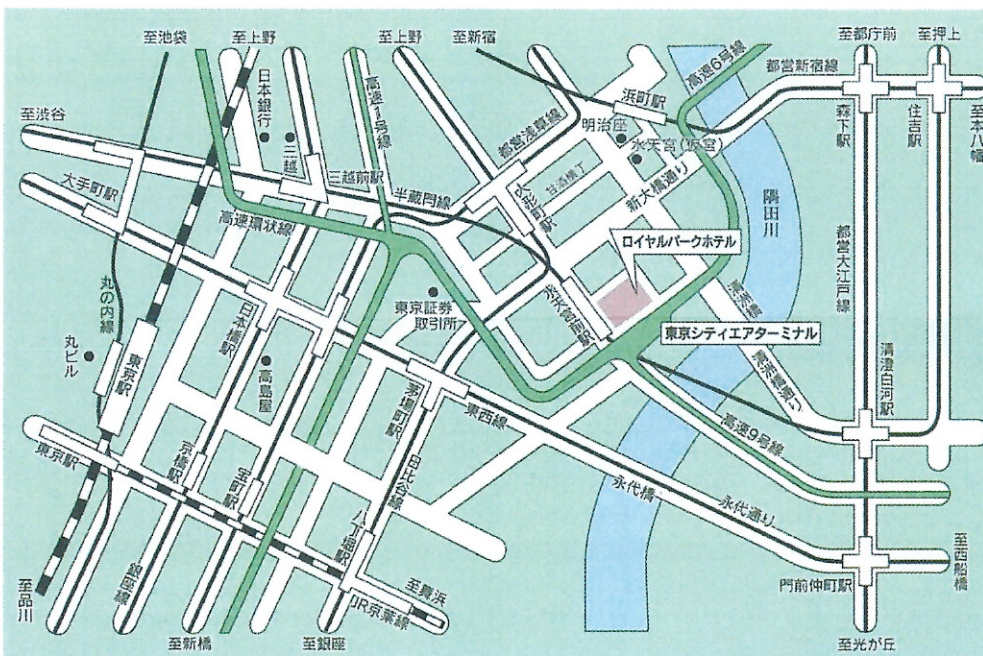 至池袋
至上野
至上野
至新宿
至都庁前
至押上
日本銀行
三越
高速1号線
高速6号線
都営新宿線
浜町駅
明治座
水天宮(仮宮)
都営浅草線
森下駅
住吉駅
至本八幡
至渋谷
三越前駅
半蔵門線
人形町駅
甘酒横丁
新大橋通り
隅田川
大手町駅
高速環状線
ロイヤルパークホテル
都営大江戸線
丸の内線
東京証券
取引所
水天宮前駅
清洲橋
東京シティエアターミナル
日本橋駅
丸ビル
東京駅
高島屋
茅場町駅
東西線
清洲橋通り
清澄白河駅
高速9号線
東京駅
京橋駅
宝町駅
日比谷線
八丁堀駅
永代橋
永代通り
至西船橋
至品川
銀座線
至舞浜
JR京葉線
門前仲町駅
至新橋
至銀座
至光が丘